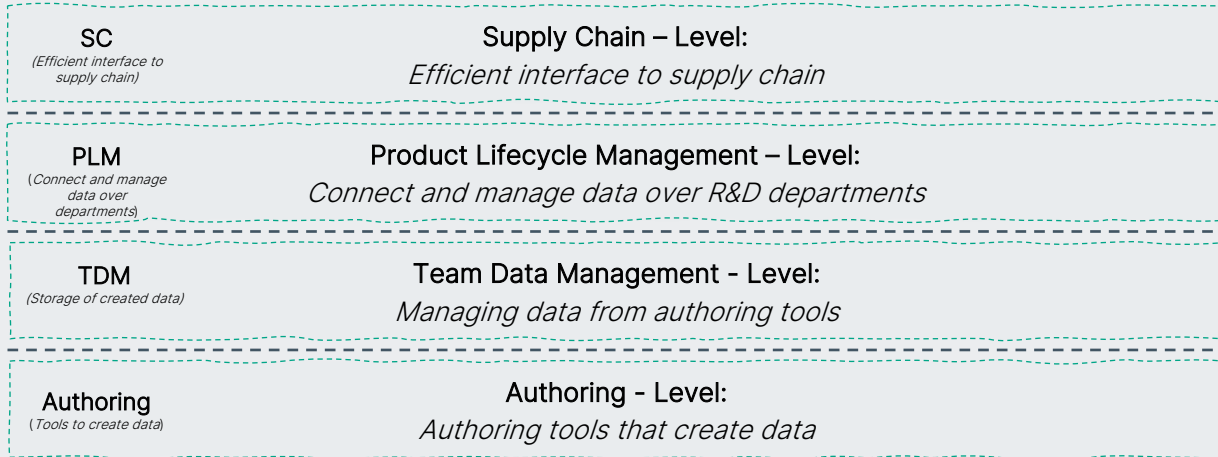 SC
(Efficient interface to
supply chain)
Supply Chain – Level:
Efficient interface to supply chain
PLM
(Connect and manage
data over
departments)
Product Lifecycle Management – Level:
Connect and manage data over R&D departments
TDM
(Storage of created data)
Team Data Management - Level:
Managing data from authoring tools
Authoring
(Tools to create data)
Authoring - Level:
Authoring tools that create data